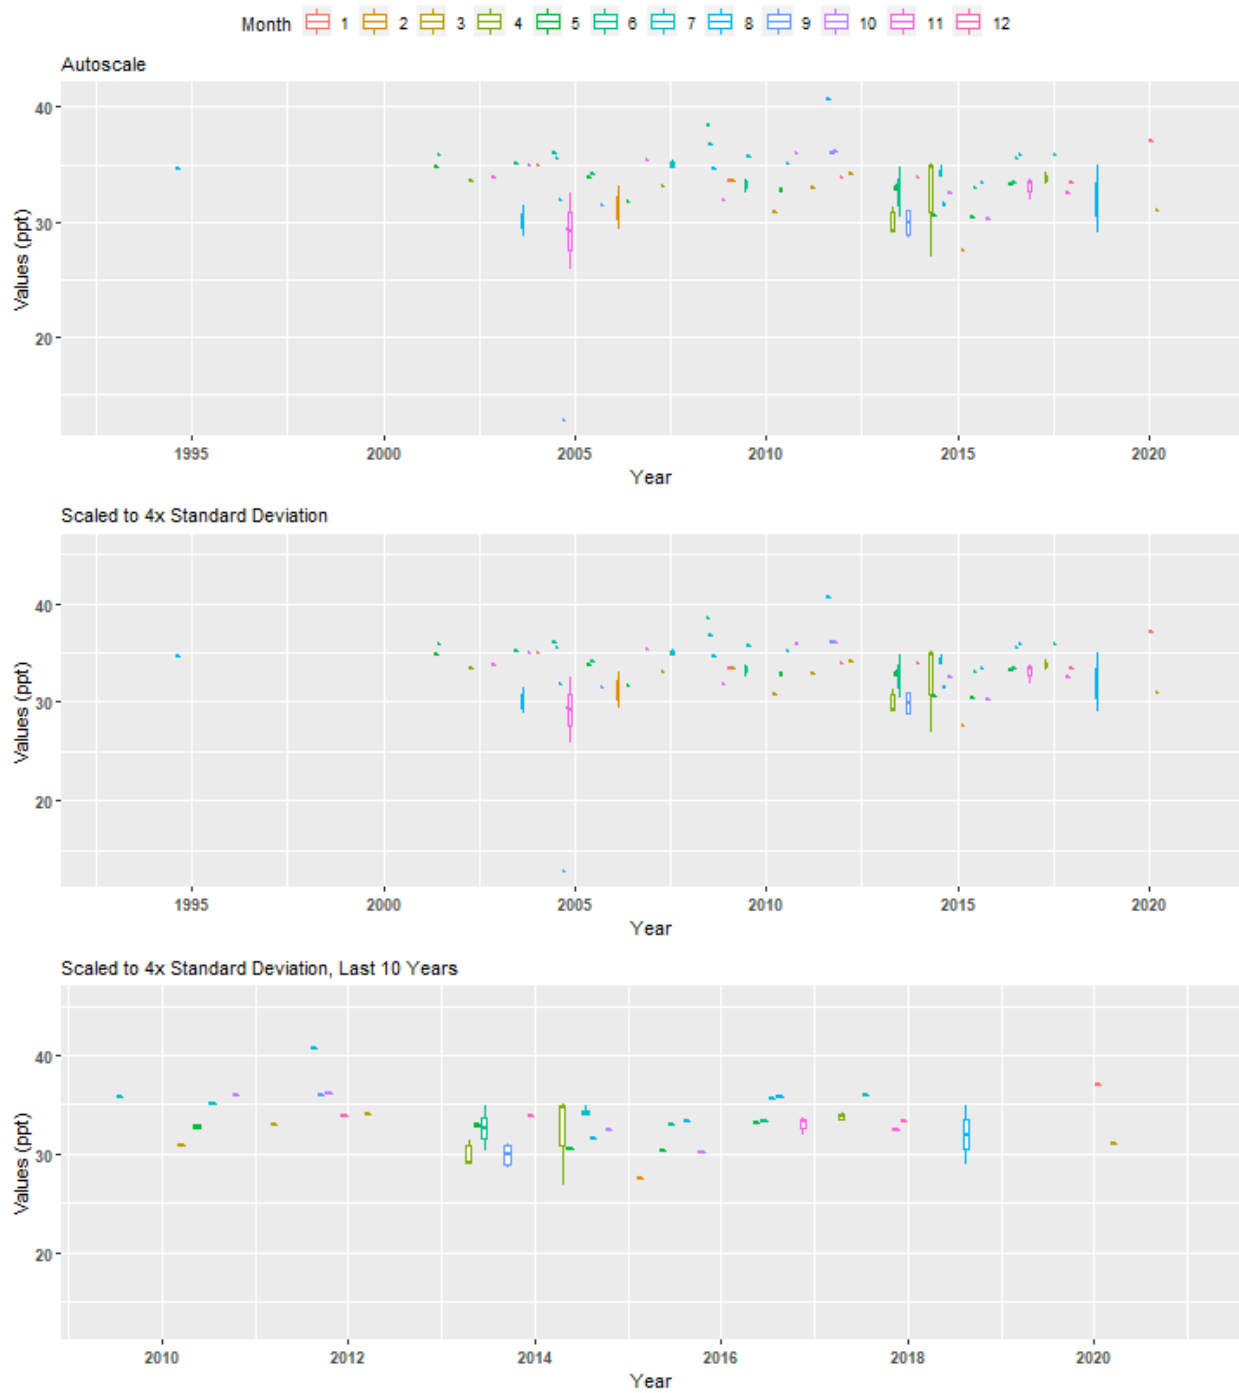 Month 1 2 3 4 5 6 7 8 9 10 11 12
Autoscale
40
30
20
Values (ppt)
1995 2000 2005 2010 2015 2020
Year
Scaled to 4x Standard Deviation
40
30
20
Values (ppt)
1995 2000 2005 2010 2015 2020
Year
Scaled to 4x Standard Deviation, Last 10 Years
40
30
20
Values (ppt)
2010 2012 2014 2016 2018 2020
Year